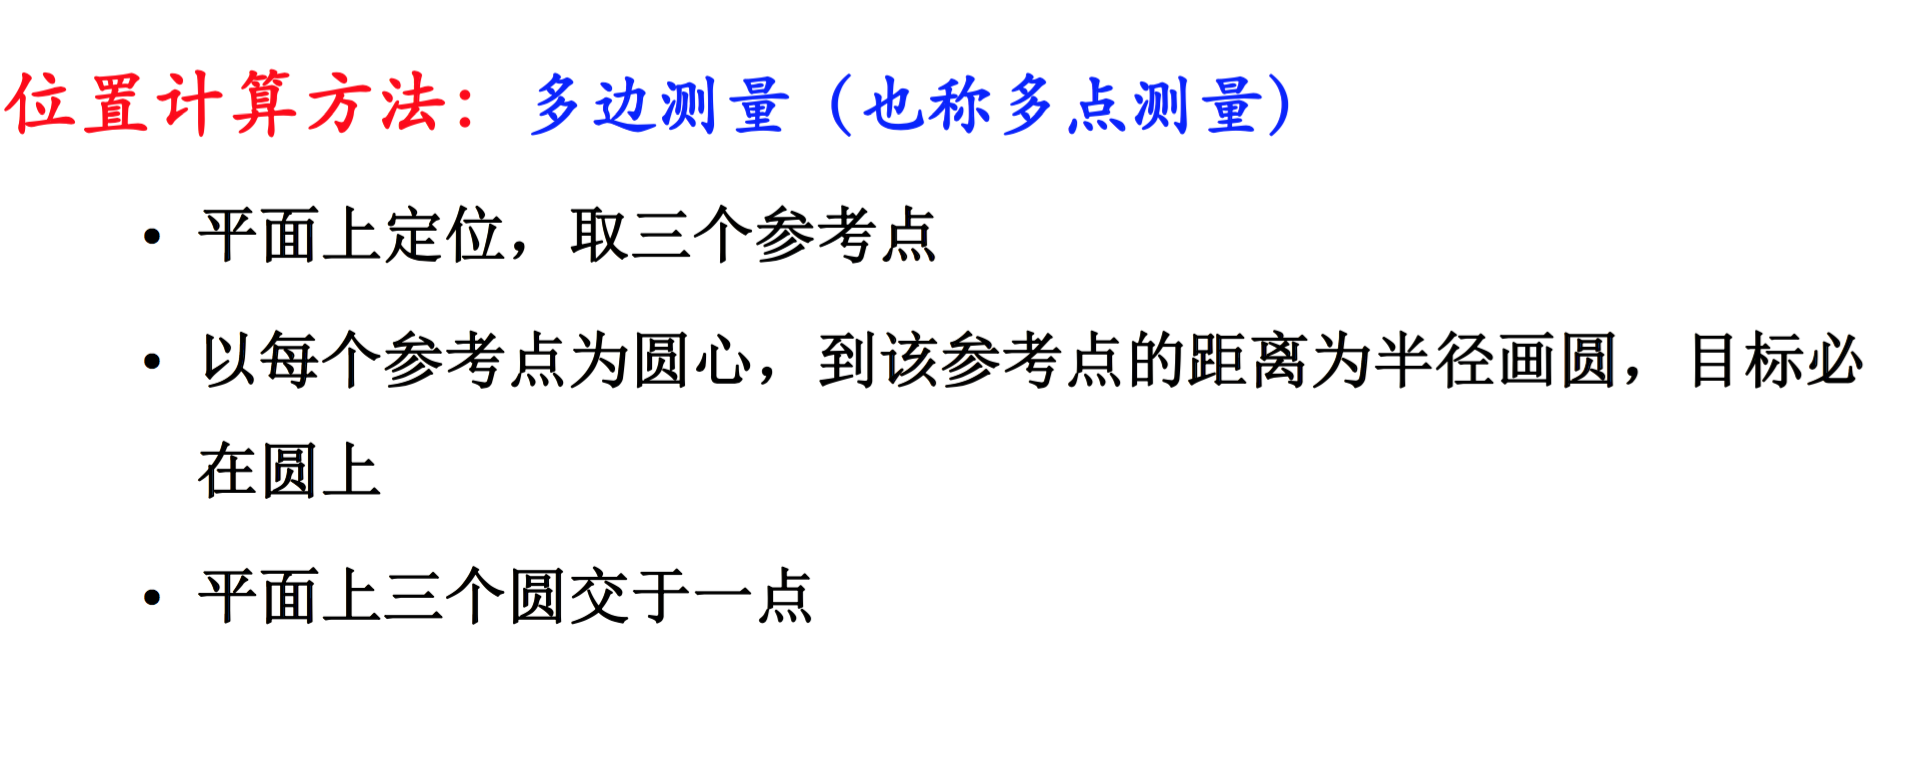 位置计算方法：多边测量（也称多点测量）
• 平面上定位，取三个参考点
• 以每个参考点为圆心，到该参考点的距离为半径画圆，目标必
在圆上
• 平面上三个圆交于一点